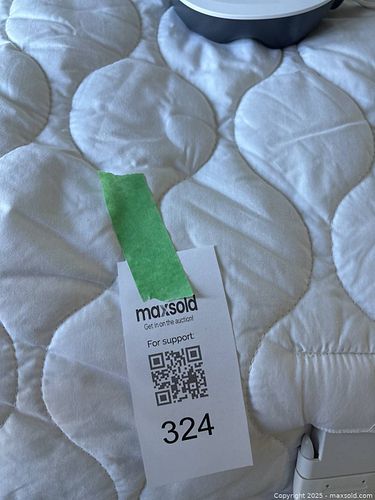 maxsold
Get in on the auction!
For support:
324
Copyright © 2025 - maxsold.com